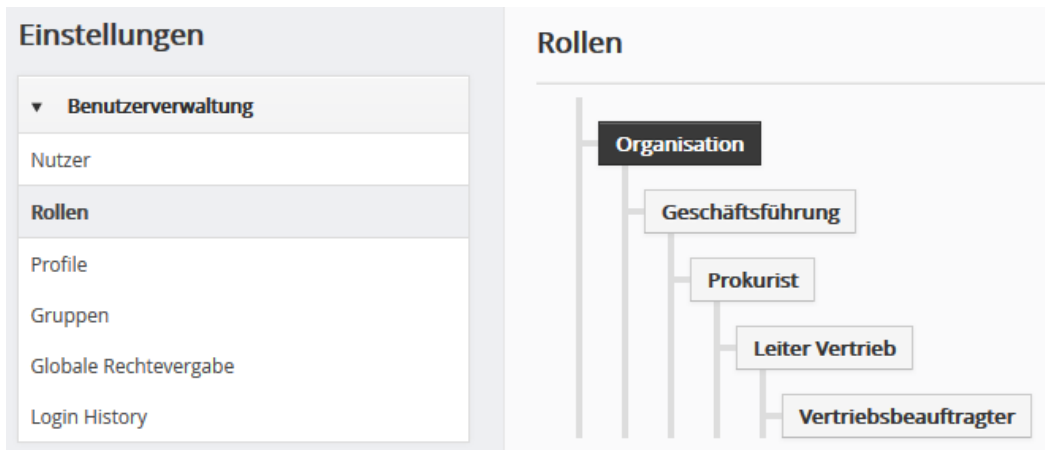 Einstellungen
Benutzerverwaltung
Nutzer
Rollen
Profile
Gruppen
Globale Rechtevergabe
Login History
Rollen
Organisation
Geschäftsführung
Prokurist
Leiter Vertrieb
Vertriebsbeauftragter